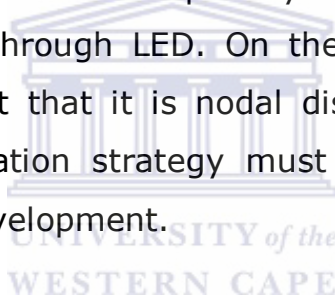 through LED. On the
t that it is nodal dis
ation strategy must
velopment.
UNIVERSITY of the
WESTERN CAPE